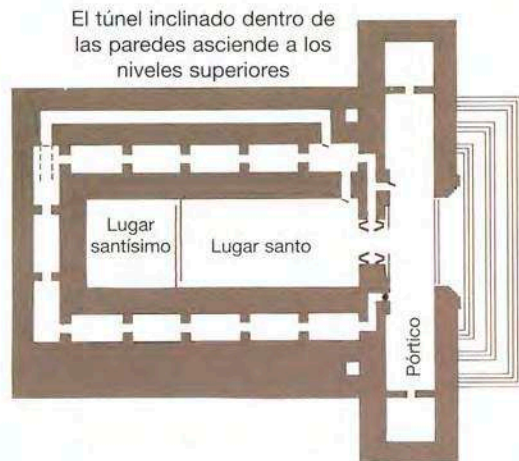 El túnel inclinado dentro de
las paredes asciende a los
niveles superiores
Lugar
santísimo
Lugar santo
Pórtico